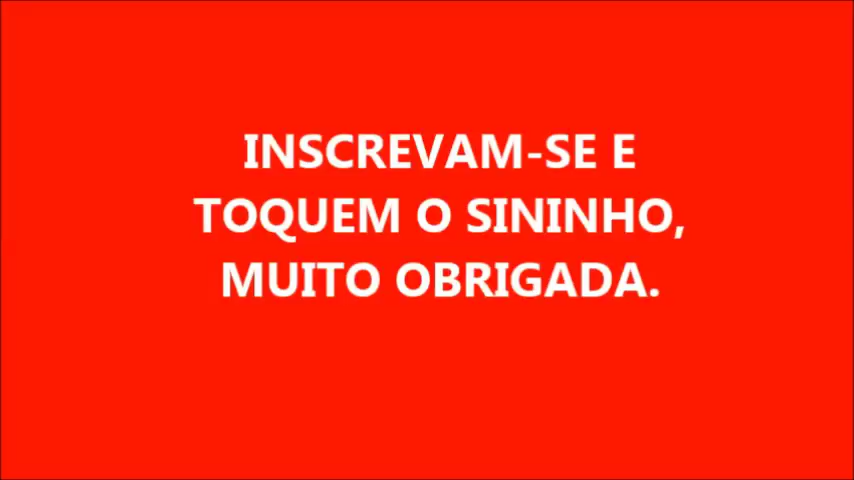 INSCREVAM-SE E
TOQUEM O SININHO,
MUITO OBRIGADA.